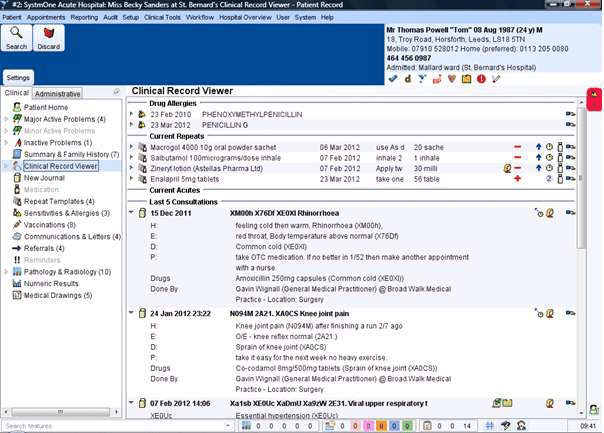 #2: SystmOne Acute Hospital: Miss Becky Sanders at St. Bernard's Clinical Record Viewer - Patient Record
Patient Appointments Reporting Audit Setup Clinical Tools Workflow Hospital Overview User System Help
Search Discard
Settings
Mr Thomas Powell "Tom" 08 Aug 1987 (24 y) M
18, Troy Road, Horsforth, Leeds, LS18 5TN
Mobile: 07910 528012 Home (preferred): 0113 205 0080
464 456 0987
Admitted: Mallard ward (St. Bernard's Hospital)
Clinical Administrative
Patient Home
Major Active Problems (4)
Minor Active Problems
Inactive Problems (1)
Summary & Family History (7)
Clinical Record Viewer
New Journal
Medication
Repeat Templates (4)
Sensitivities & Allergies (3)
Vaccinations (8)
Communications & Letters (4)
Referrals (4)
Reminders
Pathology & Radiology (10)
Numeric Results
Medical Drawings (5)
Clinical Record Viewer
Drug Allergies
23 Feb 2010 PHENOXYMETHYLPENICILLIN
23 Mar 2012 PENICILLIN G
Current Repeats
Macrogol 4000 10g oral powder sachet 06 Mar 2012 use As d 20 sache
Salbutamol 100micrograms/dose inhale 07 Feb 2012 inhale 2 1 inhale
Zineryt lotion (Astellas Pharma Ltd) 07 Feb 2012 Apply tw 30 milli
Enalapril 5mg tablets 23 Mar 2012 take one 56 table
Current Acutes
Last 5 Consultations
15 Dec 2011 XM00h X76Df XE0Xl Rhinorrhoea
H: feeling cold then warm, Rhinorrhoea (XM00h),
E: red throat, Body temperature above normal (X76Df)
D: Common cold (XE0Xl)
P: take OTC medication. If no better in 1/52 then make another appointment
with a nurse.
Drugs Amoxicillin 250mg capsules (Common cold (XE0Xl))
Done By Gavin Wignall (General Medical Practitioner) @ Broad Walk Medical
Practice - Location: Surgery
24 Jan 2012 23:22 N094M 2A21. XA0CS Knee joint pain
H: Knee joint pain (N094M) after finishing a run 2/7 ago
E: O/E - knee reflex normal (2A21.)
D: Sprain of knee joint (XA0CS)
P: take it easy for the next week no heavy exercise.
Drugs Co-codamol 8mg/500mg tablets (Sprain of knee joint (XA0CS))
Done By Gavin Wignall (General Medical Practitioner) @ Broad Walk Medical
Practice - Location: Surgery
07 Feb 2012 14:06 Xa1sb XE0Uc XaDmU Xa9zW 2E31. Viral upper respiratory t
XE0Uc Essential hypertension (XE0Uc)
Search features
0 0 0 0 0 0 0 0 0 0 0 0 14 09:41